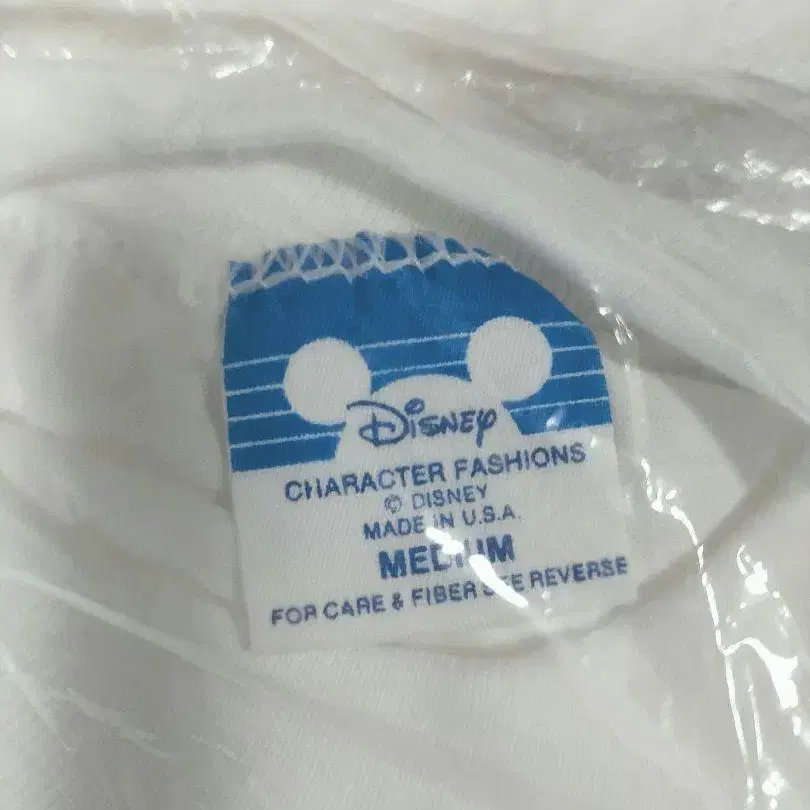 Disney
CHARACTER FASHIONS
© DISNEY
MADE IN U.S.A.
MEDIUM
FOR CARE & FIBER SEE REVERSE